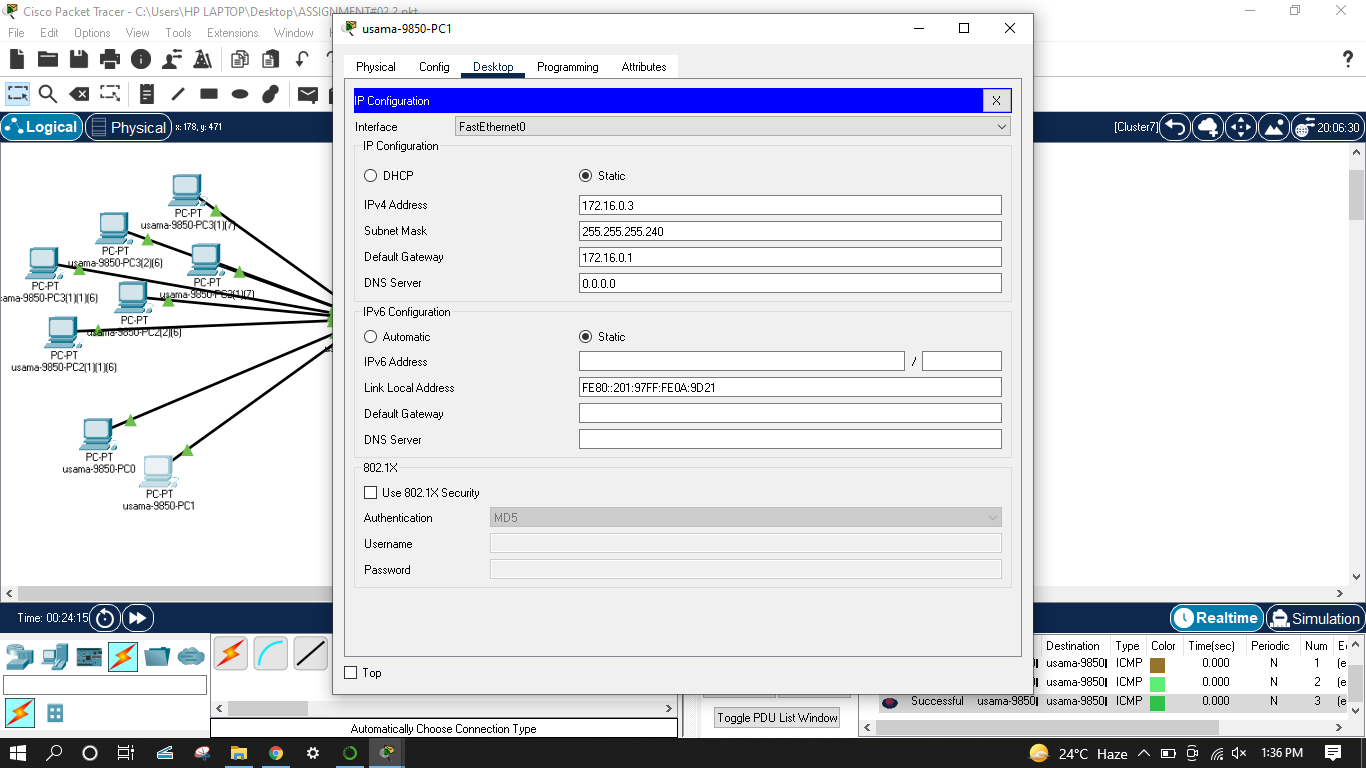 Cisco Packet Tracer - C:\Users\HP LAPTOP\Desktop\ASSIGNMENT#02 2.pkt
File Edit Options View Tools Extensions Window
Logical
Physical
x: 178, y: 471
[Cluster7]
20:06:30
PC-PT
usama-9850-PC3(1)(7)
PC-PT
usama-9850-PC3(2)(6)
PC-PT
usama-9850-PC2(1)(7)
PC-PT
sama-9850-PC3(1)(1)(6)
PC-PT
usama-9850-PC2(2)(6)
PC-PT
usama-9850-PC2(1)(1)(6)
PC-PT
usama-9850-PC0
PC-PT
usama-9850-PC1
usama-9850-PC1
Physical Config Desktop Programming Attributes
IP Configuration
X
Interface FastEthernet0
IP Configuration
DHCP Static
IPv4 Address 172.16.0.3
Subnet Mask 255.255.255.240
Default Gateway 172.16.0.1
DNS Server 0.0.0.0
IPv6 Configuration
Automatic Static
IPv6 Address /
Link Local Address FE80::201:97FF:FE0A:9D21
Default Gateway
DNS Server
802.1X
Use 802.1X Security
Authentication MD5
Username
Password
Top
Time: 00:24:15
Realtime
Simulation
Automatically Choose Connection Type
Toggle PDU List Window
Destination Type Color Time(sec) Periodic Num
usama-9850 ICMP 0.000 N 1 (e
usama-9850 ICMP 0.000 N 2 (e
Successful usama-9850 usama-9850 ICMP 0.000 N 3 (e
24°C Haze
1:36 PM